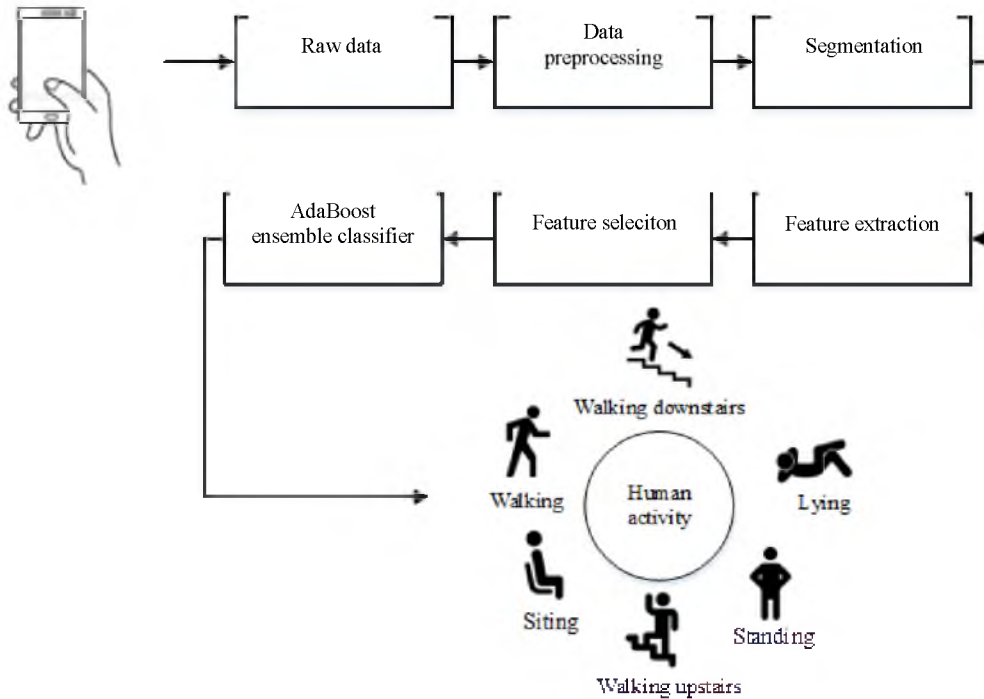 Raw data
Data
preprocessing
Segmentation
AdaBoost
ensemble classifier
Feature seleciton
Feature extraction
Walking downstairs
Walking
Human
activity
Lying
Siting
Standing
Walking upstairs